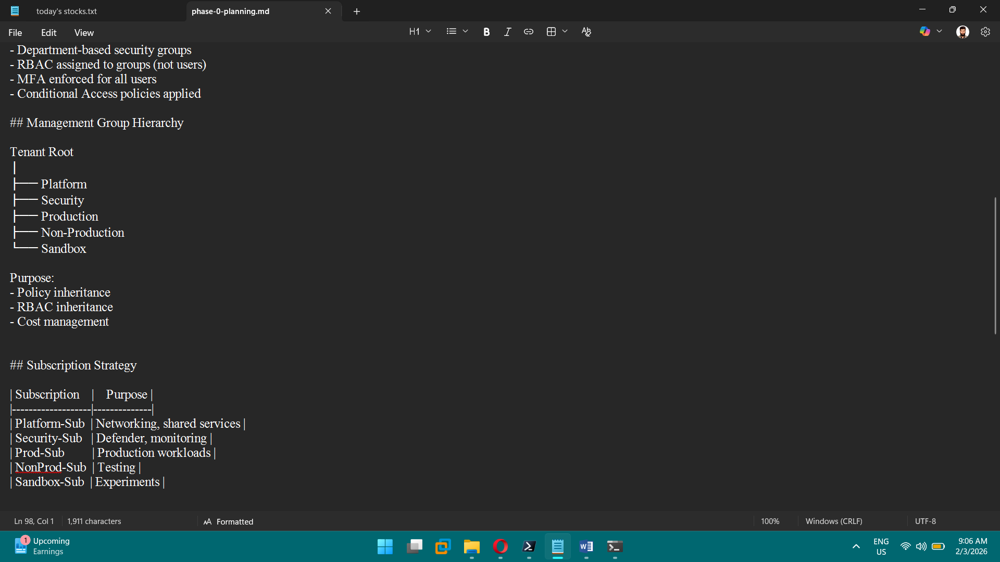 today's stocks.txt
phase-0-planning.md
File Edit View
H1
- Department-based security groups
- RBAC assigned to groups (not users)
- MFA enforced for all users
- Conditional Access policies applied
## Management Group Hierarchy
Tenant Root
│
├── Platform
├── Security
├── Production
├── Non-Production
└── Sandbox
Purpose:
- Policy inheritance
- RBAC inheritance
- Cost management
## Subscription Strategy
| Subscription | Purpose |
|-------------------|--------------|
| Platform-Sub | Networking, shared services |
| Security-Sub | Defender, monitoring |
| Prod-Sub | Production workloads |
| NonProd-Sub | Testing |
| Sandbox-Sub | Experiments |
Ln 98, Col 1 1,911 characters Formatted 100% Windows (CRLF) UTF-8
1 Upcoming
Earnings
ENG
US
9:06 AM
2/3/2026